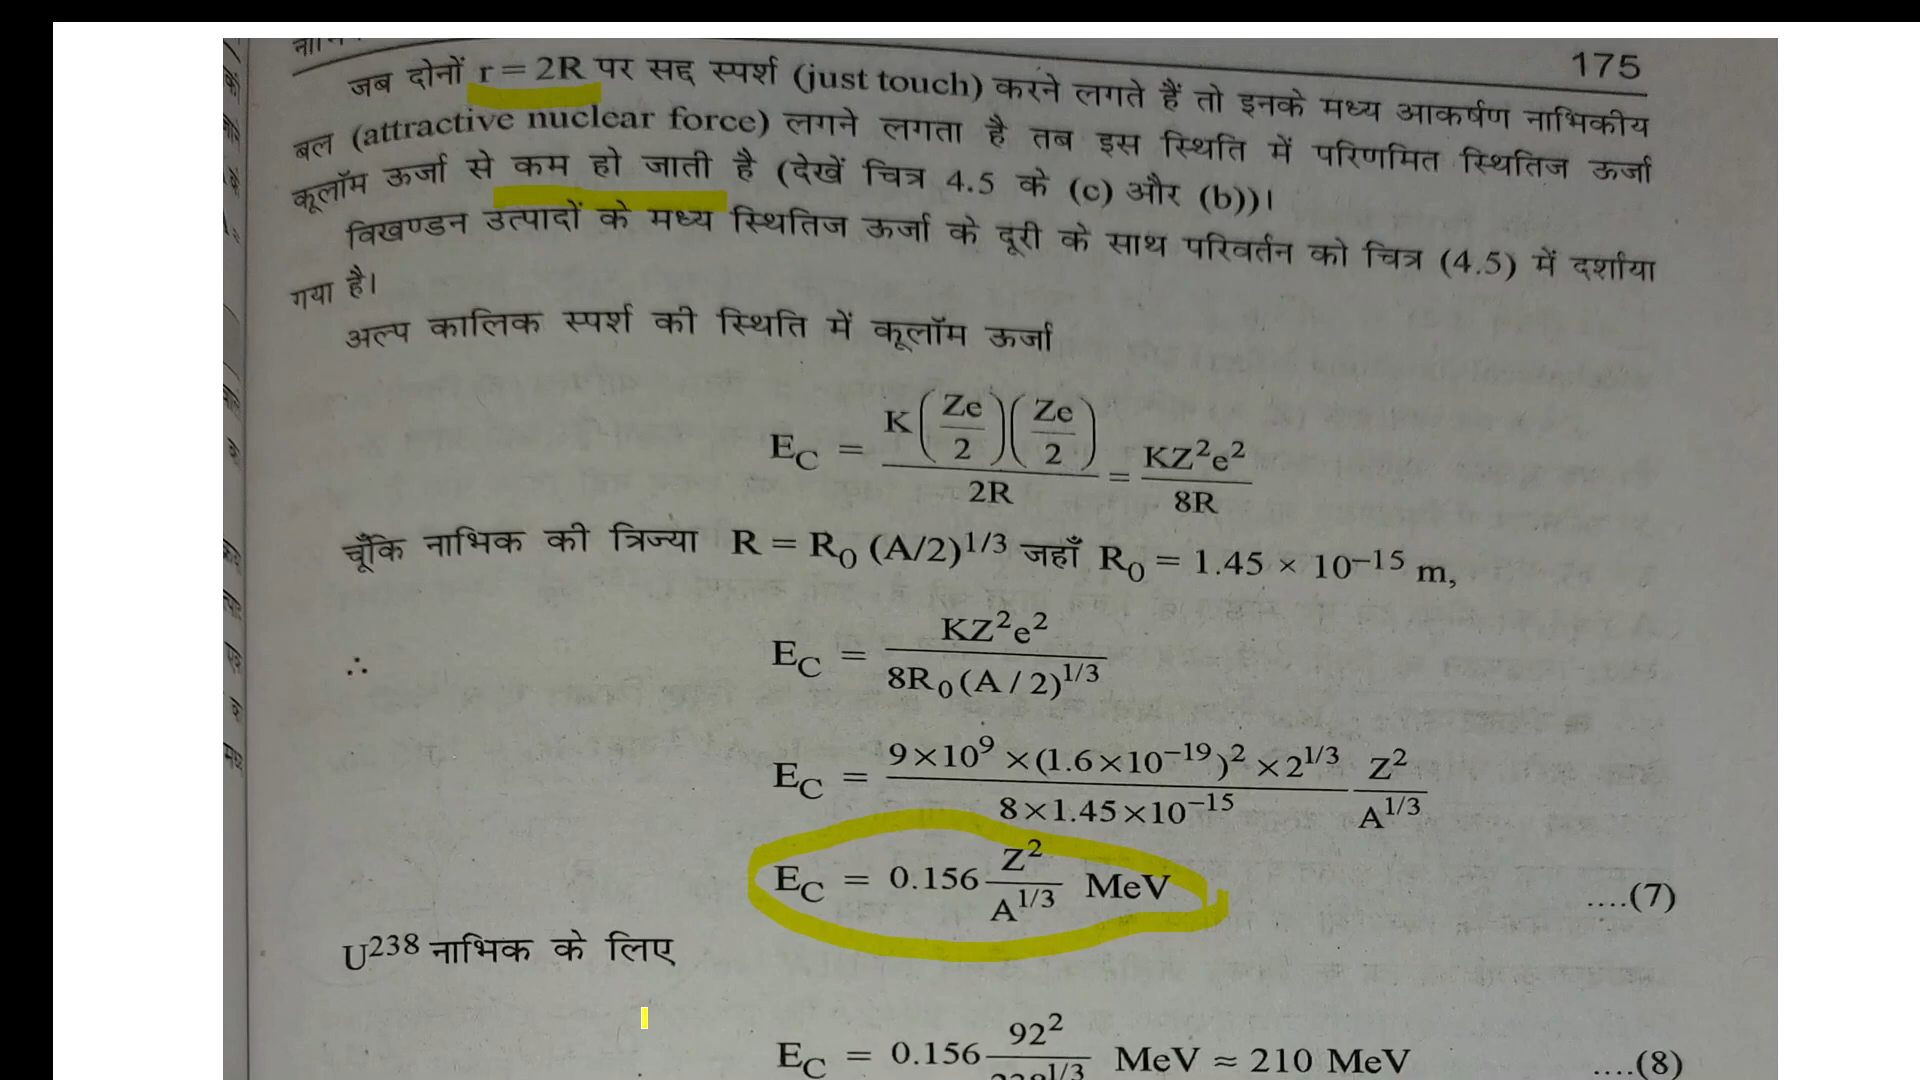 175
जब दोनों r = 2R पर सद्द स्पर्श (just touch) करने लगते हैं तो इनके मध्य आकर्षण नाभिकीय
बल (attractive nuclear force) लगने लगता है तब इस स्थिति में परिणमित स्थितिज ऊर्जा
कूलॉम ऊर्जा से कम हो जाती है (देखें चित्र 4.5 के (c) और (b))।
विखण्डन उत्पादों के मध्य स्थितिज ऊर्जा के दूरी के साथ परिवर्तन को चित्र (4.5) में दर्शाया
गया है।
अल्प कालिक स्पर्श की स्थिति में कूलॉम ऊर्जा
E_C = K(Ze/2)(Ze/2) / 2R = KZ²e² / 8R
चूँकि नाभिक की त्रिज्या R = R₀ (A/2)^1/3 जहाँ R₀ = 1.45 × 10⁻¹⁵ m,
∴ E_C = KZ²e² / 8R₀(A/2)^1/3
E_C = 9×10⁹ ×(1.6×10⁻¹⁹)² ×2^1/3 / 8×1.45×10⁻¹⁵ Z² / A^1/3
E_C = 0.156 Z² / A^1/3 MeV ....(7)
U²³⁸ नाभिक के लिए
E_C = 0.156 92² / 238^1/3 MeV ≈ 210 MeV ....(8)